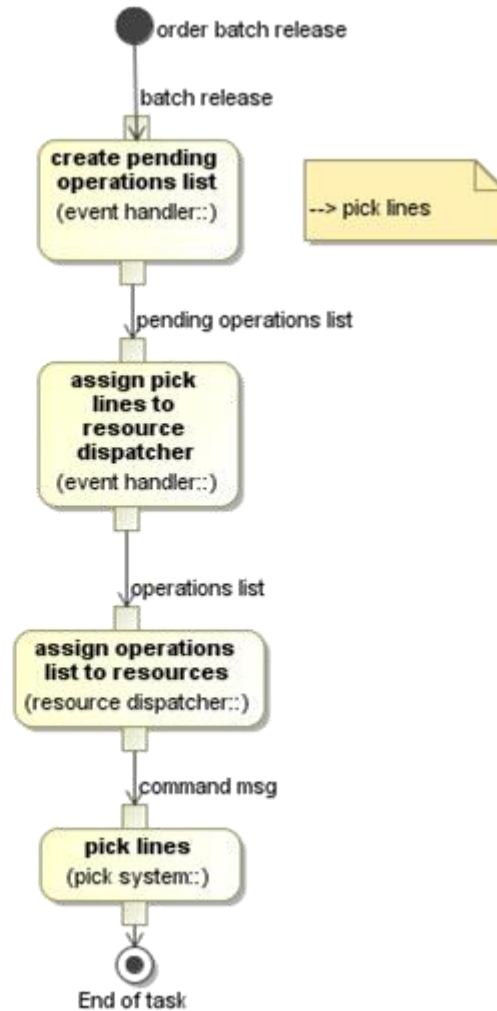 order batch release
batch release
create pending
operations list
(event handler::)
--> pick lines
pending operations list
assign pick
lines to
resource
dispatcher
(event handler::)
operations list
assign operations
list to resources
(resource dispatcher::)
command msg
pick lines
(pick system::)
End of task